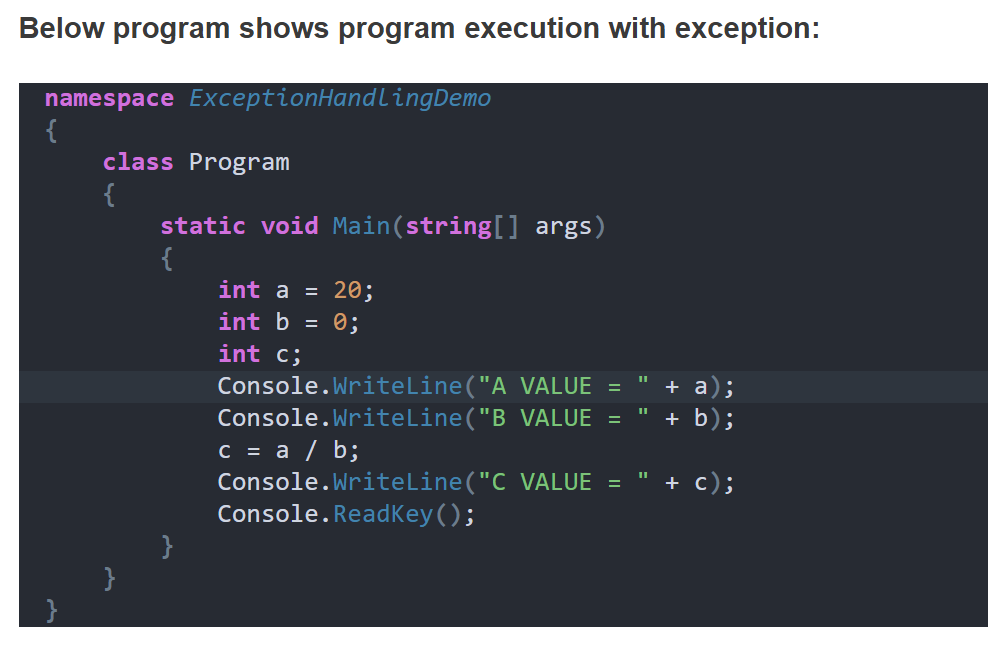 Below program shows program execution with exception:
namespace ExceptionHandlingDemo
{
    class Program
    {
        static void Main(string[] args)
        {
            int a = 20;
            int b = 0;
            int c;
            Console.WriteLine("A VALUE = " + a);
            Console.WriteLine("B VALUE = " + b);
            c = a / b;
            Console.WriteLine("C VALUE = " + c);
            Console.ReadKey();
        }
    }
}